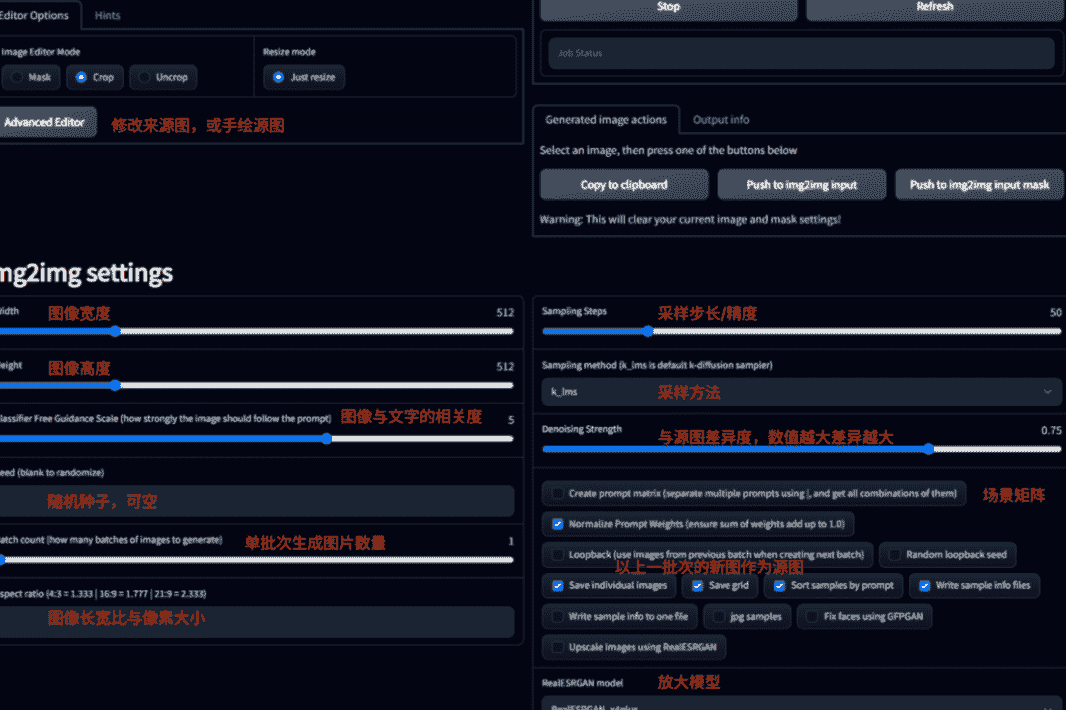 Editor Options
Hints
Image Editor Mode
Mask
Crop
Uncrop
Resize mode
Just resize
Advanced Editor
修改来源图，或手绘源图
Stop
Refresh
Job Status
Generated image actions
Output info
Select an image, then press one of the buttons below
Copy to clipboard
Push to img2img input
Push to img2img input mask
Warning: This will clear your current image and mask settings!
mg2img settings
idth
图像宽度
512
eight
图像高度
512
lassifier Free Guidance Scale (how strongly the image should follow the prompt)
图像与文字的相关度
5
eed (blank to randomize)
随机种子，可空
atch count (how many batches of images to generate)
单批次生成图片数量
1
spect ratio (4:3 = 1.333 | 16:9 = 1.777 | 21:9 = 2.333)
图像长宽比与像素大小
Sampling Steps
采样步长/精度
50
Sampling method (k_lms is default k-diffusion sampler)
k_lms
采样方法
Denoising Strength
与源图差异度，数值越大差异越大
0.75
Create prompt matrix (separate multiple prompts using |, and get all combinations of them)
场景矩阵
Normalize Prompt Weights (ensure sum of weights add up to 1.0)
Loopback (use images from previous batch when creating next batch)
Random loopback seed
以上一批次的新图作为源图
Save individual images
Save grid
Sort samples by prompt
Write sample info files
Write sample info to one file
jpg samples
Fix faces using GFPGAN
Upscale images using RealESRGAN
RealESRGAN model
放大模型